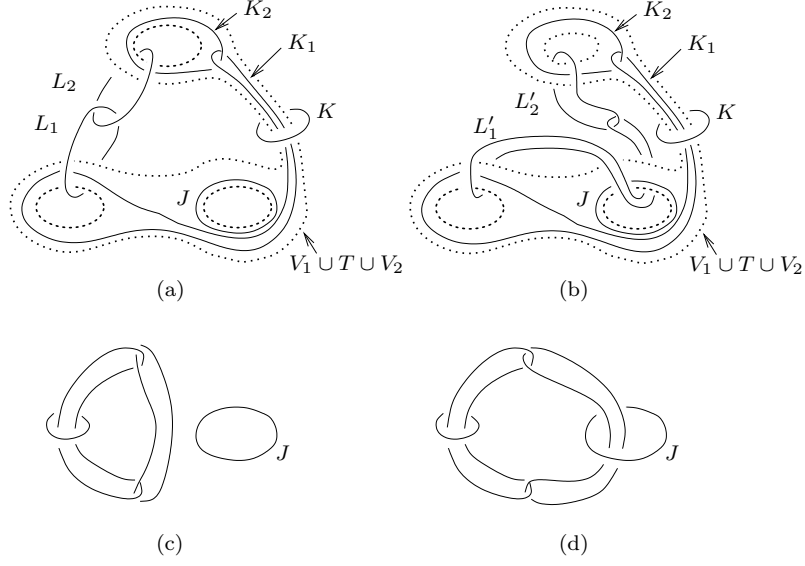 K₂
K₁
K
L₂
L₁
J
V₁ ∪ T ∪ V₂
(a)
K₂
K₁
K
L′₂
L′₁
J
V₁ ∪ T ∪ V₂
(b)
J
(c)
J
(d)